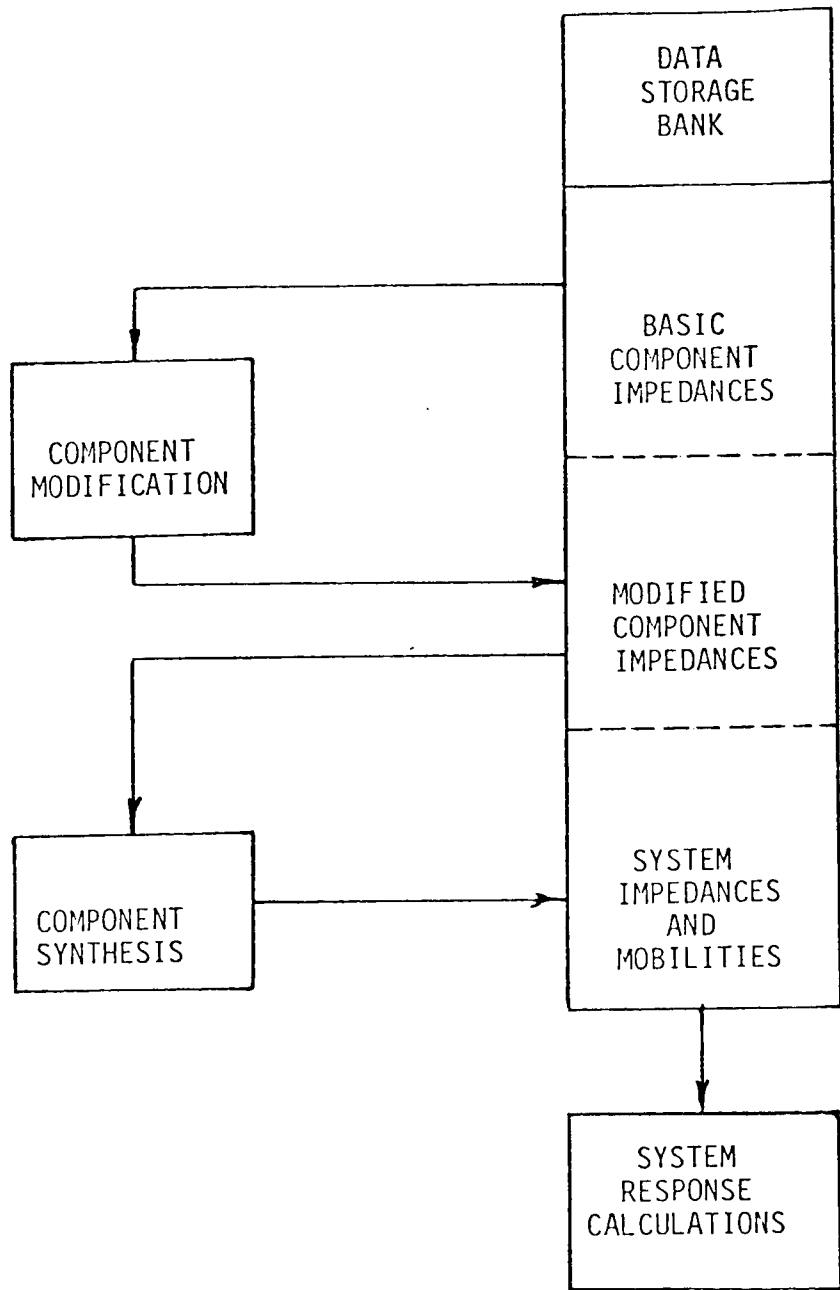 DATA
STORAGE
BANK
BASIC
COMPONENT
IMPEDANCES
COMPONENT
MODIFICATION
MODIFIED
COMPONENT
IMPEDANCES
COMPONENT
SYNTHESIS
SYSTEM
IMPEDANCES
AND
MOBILITIES
SYSTEM
RESPONSE
CALCULATIONS